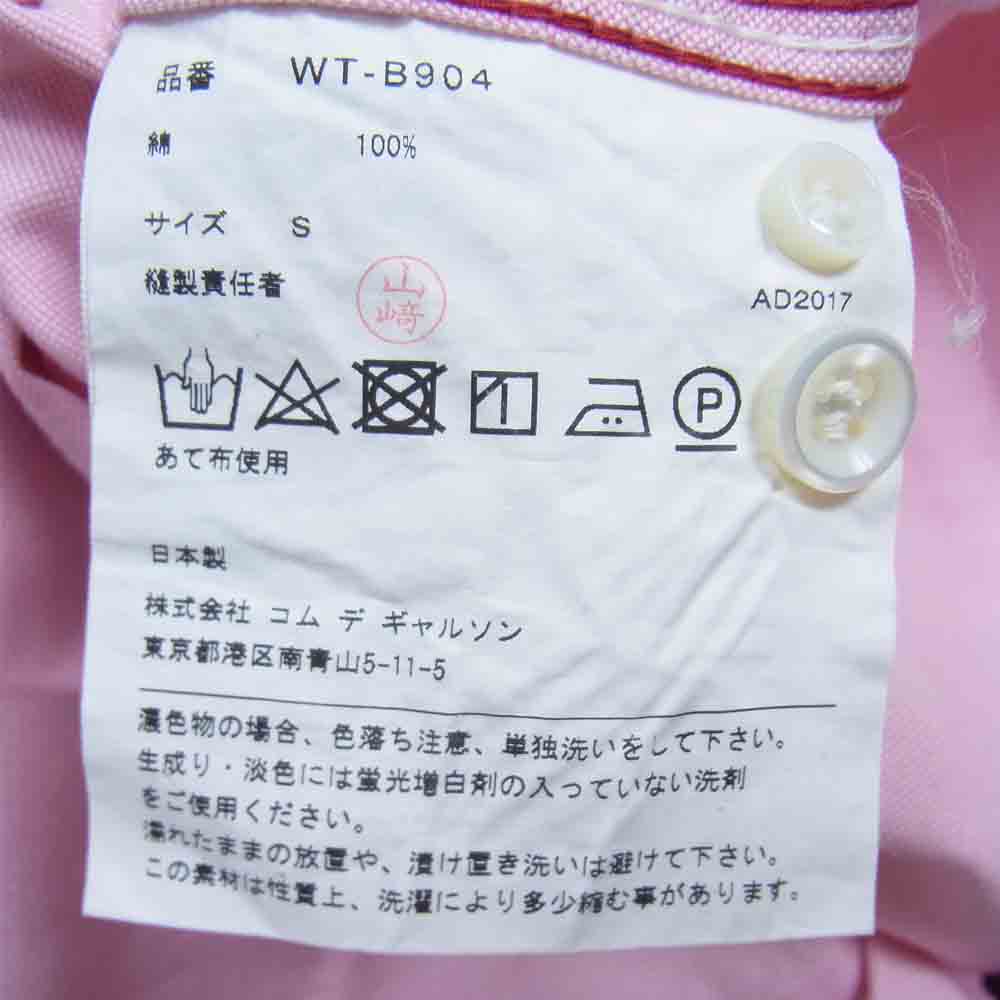 品番 WT-B904
綿 100%
サイズ S
縫製責任者 山﨑
AD2017
P
あて布使用
日本製
株式会社 コム デ ギャルソン
東京都港区南青山5-11-5
濃色物の場合、色落ち注意、単独洗いをして下さい。
生成り・淡色には蛍光増白剤の入っていない洗剤
をご使用ください。
濡れたままの放置や、漬け置き洗いは避けて下さい。
この素材は性質上、洗濯により多少縮む事があります。